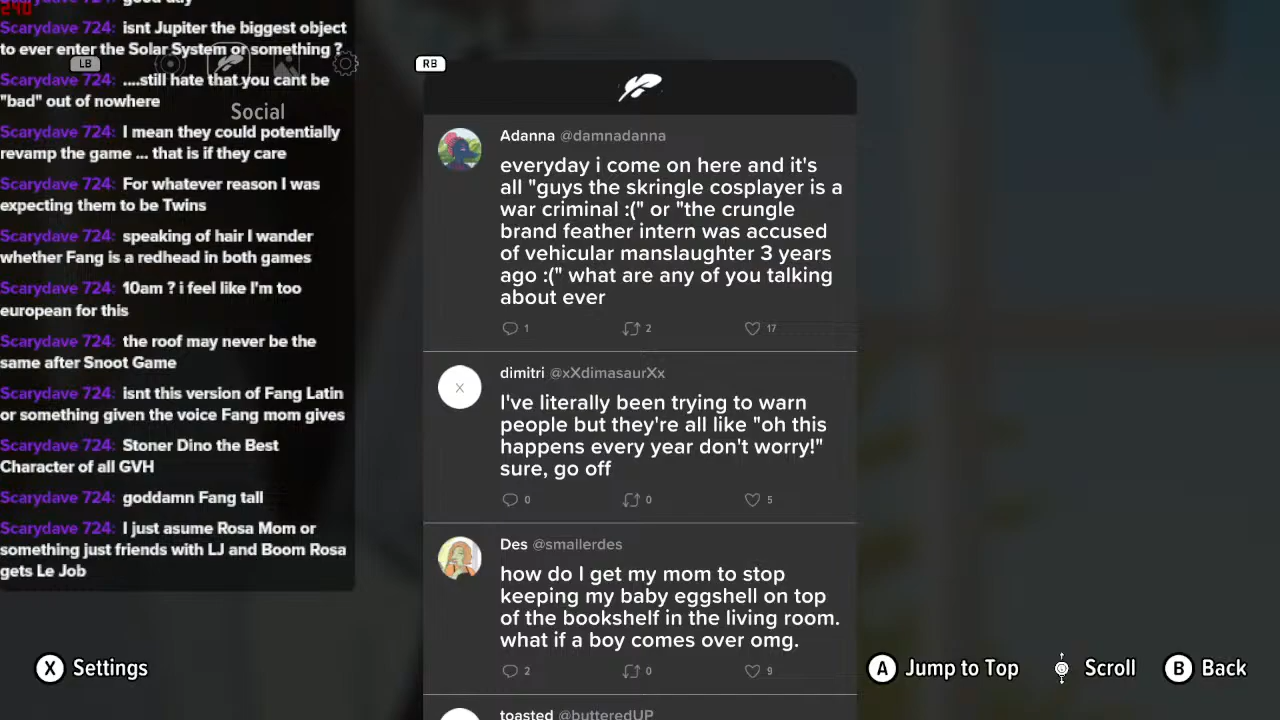 240
Scarydave 724: good day
Scarydave 724: isnt Jupiter the biggest object
to ever enter the Solar System or something ?
Scarydave 724: ....still hate that you cant be
"bad" out of nowhere
Scarydave 724: I mean they could potentially
revamp the game ... that is if they care
Scarydave 724: For whatever reason I was
expecting them to be Twins
Scarydave 724: speaking of hair I wander
whether Fang is a redhead in both games
Scarydave 724: 10am ? i feel like I'm too
european for this
Scarydave 724: the roof may never be the
same after Snoot Game
Scarydave 724: isnt this version of Fang Latin
or something given the voice Fang mom gives
Scarydave 724: Stoner Dino the Best
Character of all GVH
Scarydave 724: goddamn Fang tall
Scarydave 724: I just asume Rosa Mom or
something just friends with LJ and Boom Rosa
gets Le Job
LB
Social
RB
Adanna @damnadanna
everyday i come on here and it's
all "guys the skringle cosplayer is a
war criminal :(" or "the crungle
brand feather intern was accused
of vehicular manslaughter 3 years
ago :(" what are any of you talking
about ever
1 2 17
X
dimitri @xXdimasaurXx
I've literally been trying to warn
people but they're all like "oh this
happens every year don't worry!"
sure, go off
0 0 5
Des @smallerdes
how do I get my mom to stop
keeping my baby eggshell on top
of the bookshelf in the living room.
what if a boy comes over omg.
2 0 9
toasted @butteredUP
X Settings
A Jump to Top
Scroll
B Back